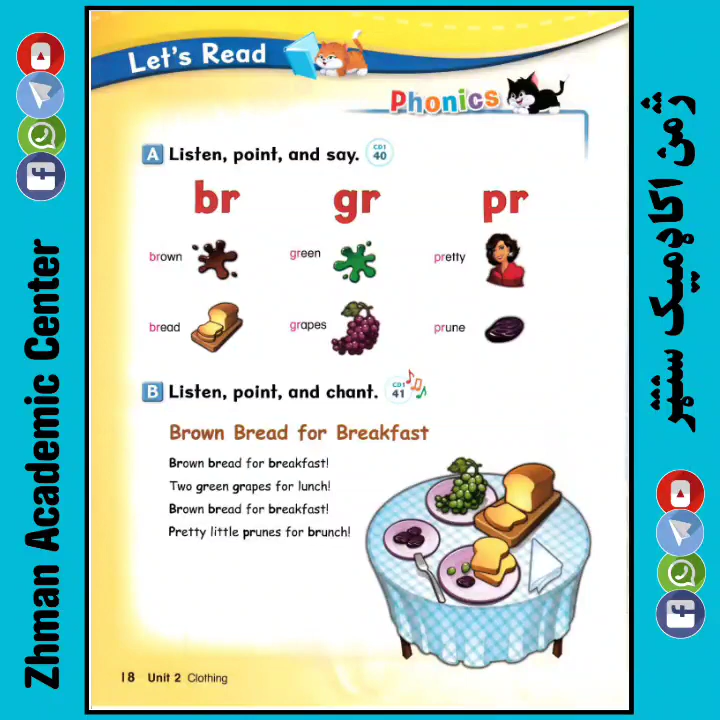 Let's Read
Phonics
A Listen, point, and say. CD1 40
br gr pr
brown green pretty
bread grapes prune
B Listen, point, and chant. CD1 41
Brown Bread for Breakfast
Brown bread for breakfast!
Two green grapes for lunch!
Brown bread for breakfast!
Pretty little prunes for brunch!
18 Unit 2 Clothing
Zhman Academic Center
ژمن اکاډمیک سنټر